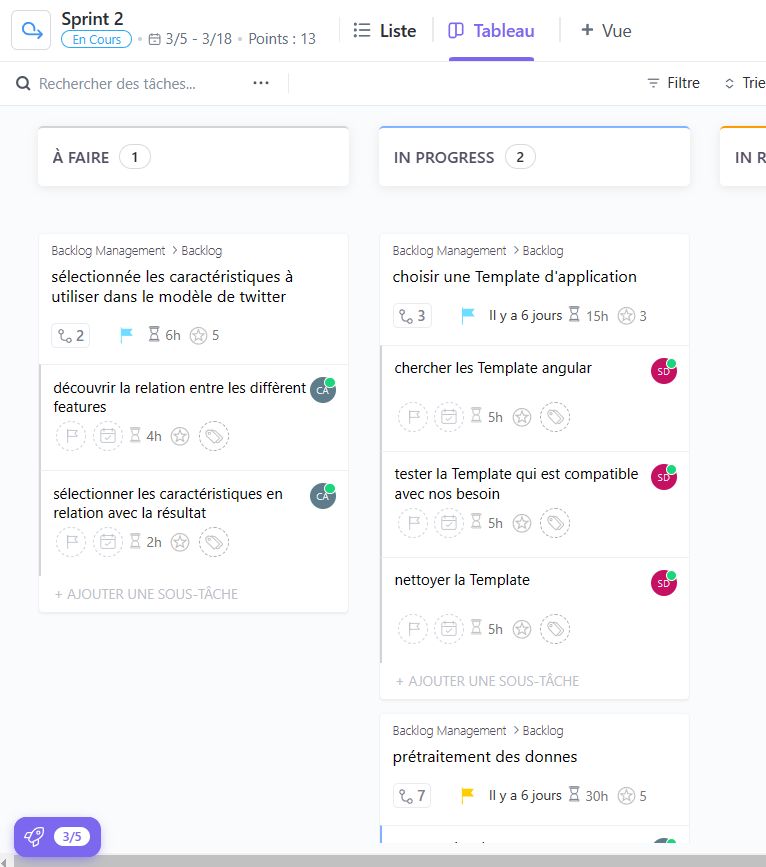 Sprint 2
En Cours • 3/5 - 3/18 • Points : 13
Liste
Tableau
+ Vue
Rechercher des tâches...
Filtre
Trie
À FAIRE 1
Backlog Management > Backlog
sélectionnée les caractéristiques à
utiliser dans le modèle de twitter
2 6h 5
découvrir la relation entre les diffèrent
features
CA
4h
sélectionner les caractéristiques en
relation avec la résultat
CA
2h
+ AJOUTER UNE SOUS-TÂCHE
IN PROGRESS 2
Backlog Management > Backlog
choisir une Template d'application
3 Il y a 6 jours 15h 3
chercher les Template angular
SD
5h
tester la Template qui est compatible
avec nos besoin
SD
5h
nettoyer la Template
SD
5h
+ AJOUTER UNE SOUS-TÂCHE
Backlog Management > Backlog
prétraitement des donnes
7 Il y a 6 jours 30h 5
IN R
3/5